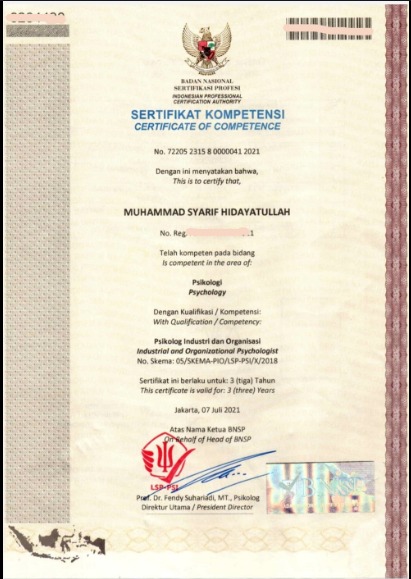 BADAN NASIONAL
SERTIFIKASI PROFESI
INDONESIAN PROFESSIONAL
CERTIFICATION AUTHORITY
SERTIFIKAT KOMPETENSI
CERTIFICATE OF COMPETENCE
No. 72205 2315 8 0000041 2021
Dengan ini menyatakan bahwa,
This is to certify that,
MUHAMMAD SYARIF HIDAYATULLAH
No. Reg. 1
Telah kompeten pada bidang
Is competent in the area of:
Psikologi
Psychology
Dengan Kualifikasi / Kompetensi:
With Qualification / Competency:
Psikolog Industri dan Organisasi
Industrial and Organizational Psychologist
No. Skema: 05/SKEMA-PIO/LSP-PSI/X/2018
Sertifikat ini berlaku untuk: 3 (tiga) Tahun
This certificate is valid for: 3 (three) Years
Jakarta, 07 Juli 2021
Atas Nama Ketua BNSP
On Behalf of Head of BNSP
LSP-PSI
Prof. Dr. Fendy Suhariadi, MT., Psikolog
Direktur Utama / President Director